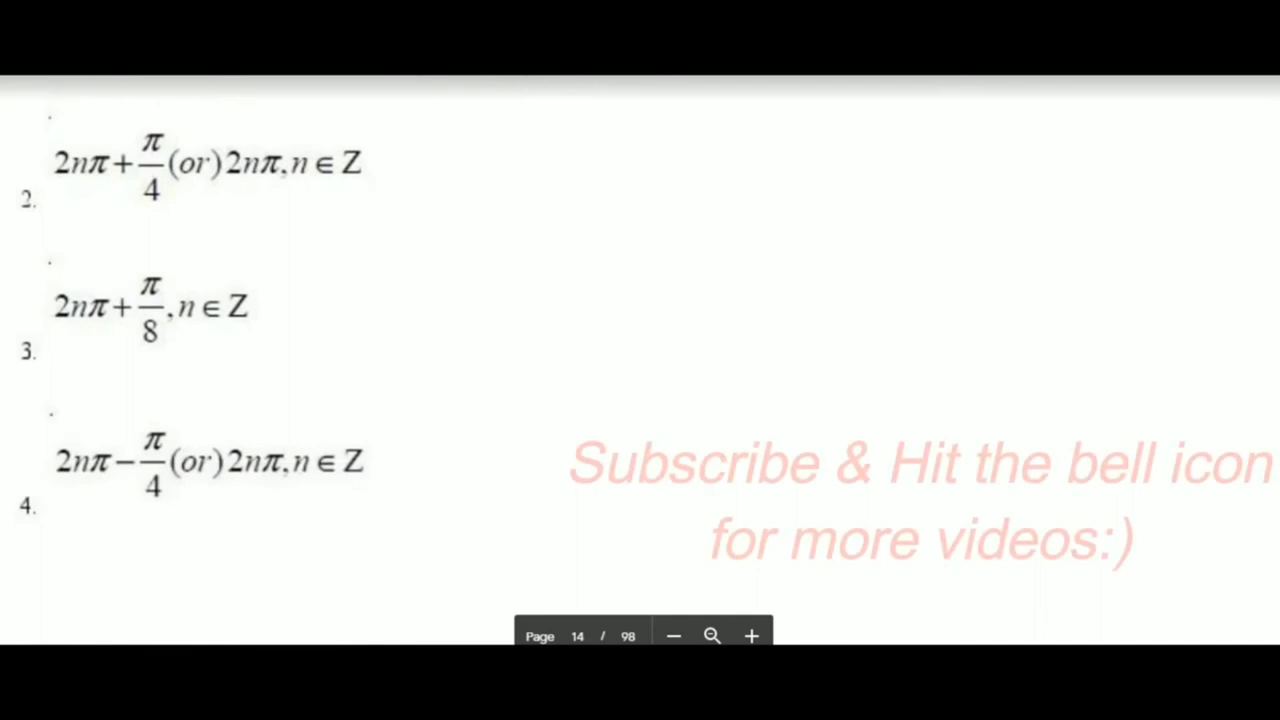 2nπ + π/4 (or) 2nπ, n ∈ Z
2.
2nπ + π/8, n ∈ Z
3.
2nπ − π/4 (or) 2nπ, n ∈ Z
4.
Subscribe & Hit the bell icon
for more videos:)
Page 14 / 98